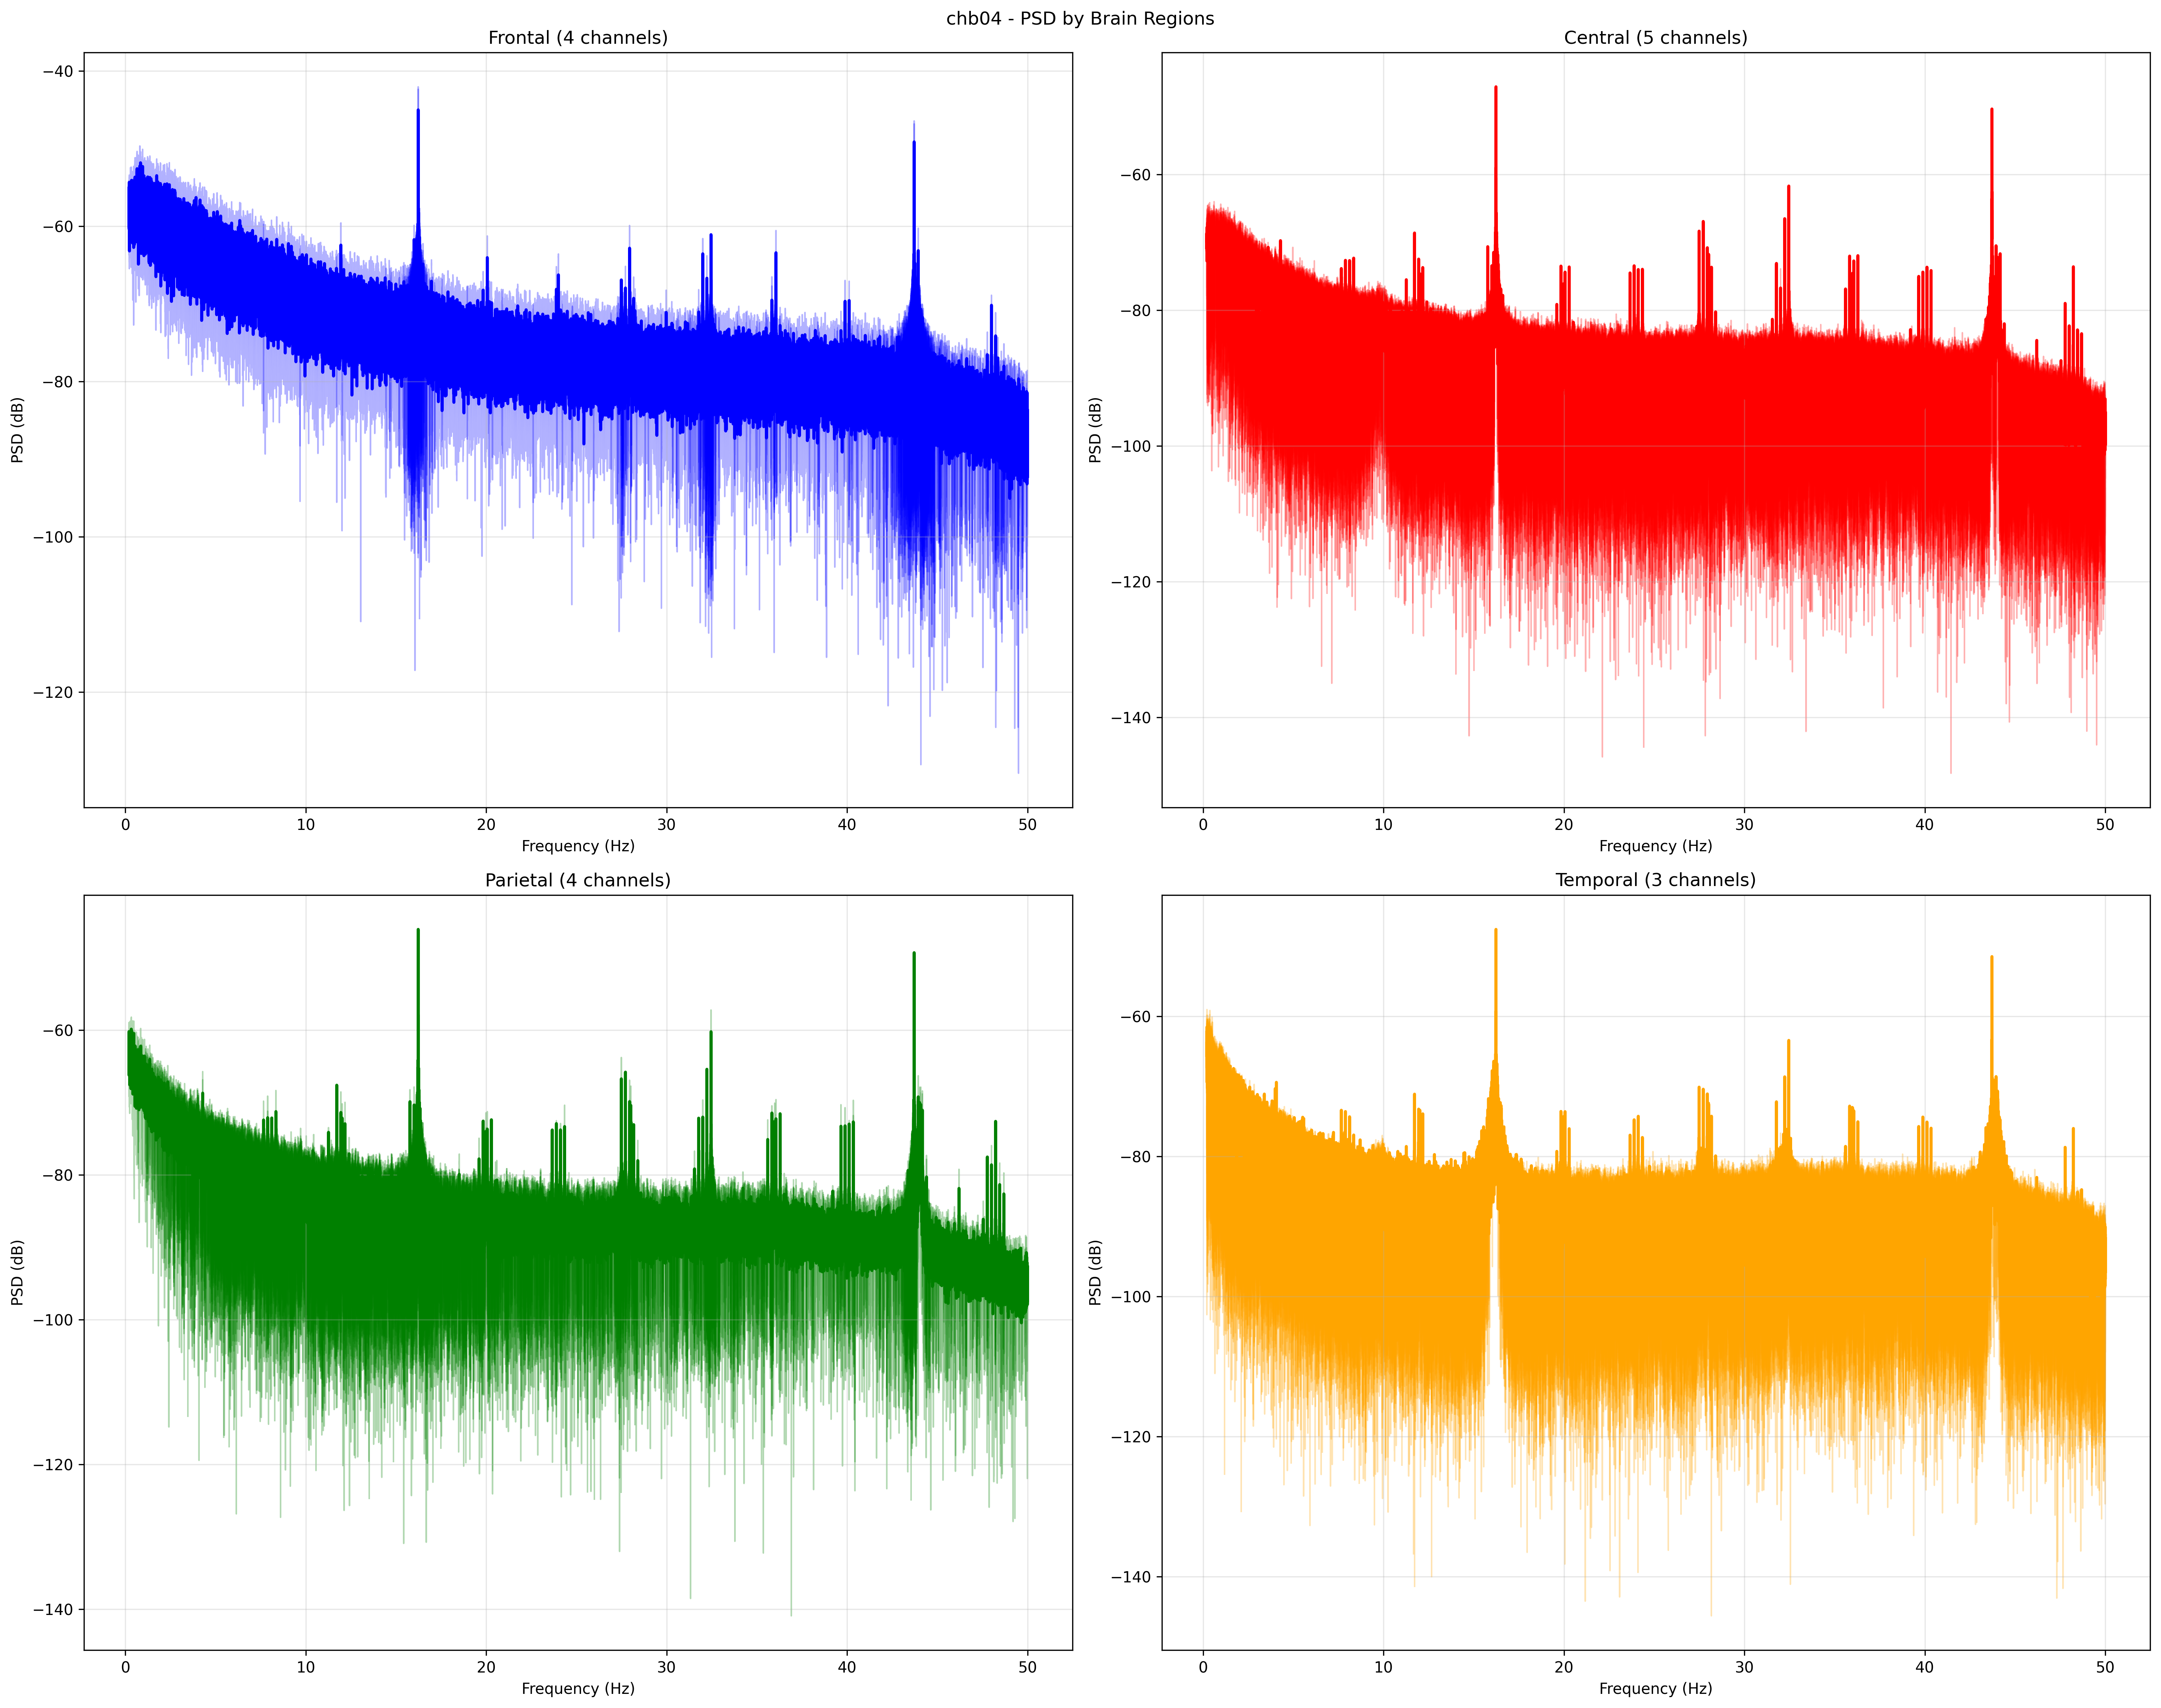 chb04 - PSD by Brain Regions
Frontal (4 channels)
PSD (dB)
−40
−60
−80
−100
−120
0 10 20 30 40 50
Frequency (Hz)
Central (5 channels)
PSD (dB)
−60
−80
−100
−120
−140
0 10 20 30 40 50
Frequency (Hz)
Parietal (4 channels)
PSD (dB)
−60
−80
−100
−120
−140
0 10 20 30 40 50
Frequency (Hz)
Temporal (3 channels)
PSD (dB)
−60
−80
−100
−120
−140
0 10 20 30 40 50
Frequency (Hz)